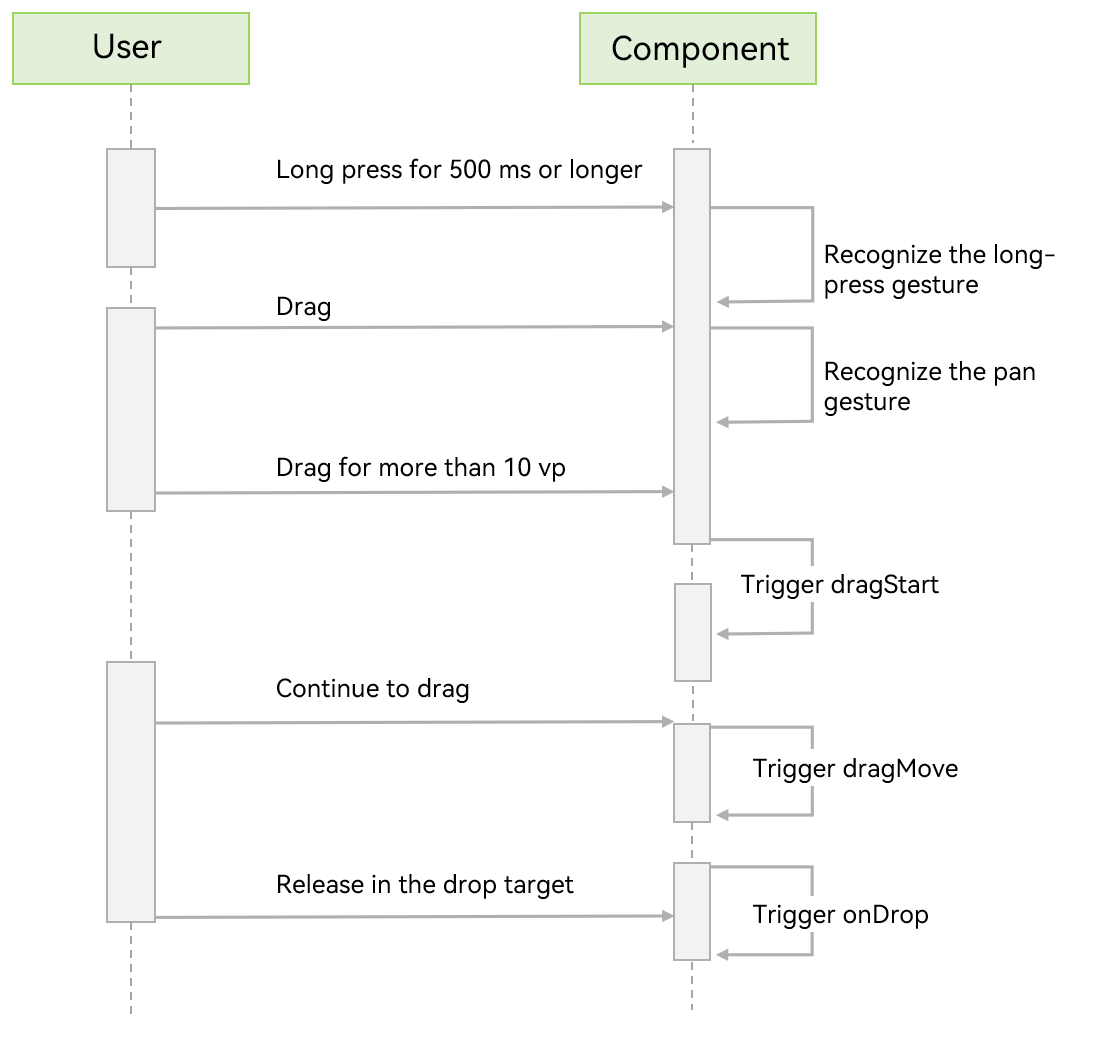 User
Component
Long press for 500 ms or longer
Recognize the long-
press gesture
Drag
Recognize the pan
gesture
Drag for more than 10 vp
Trigger dragStart
Continue to drag
Trigger dragMove
Release in the drop target
Trigger onDrop